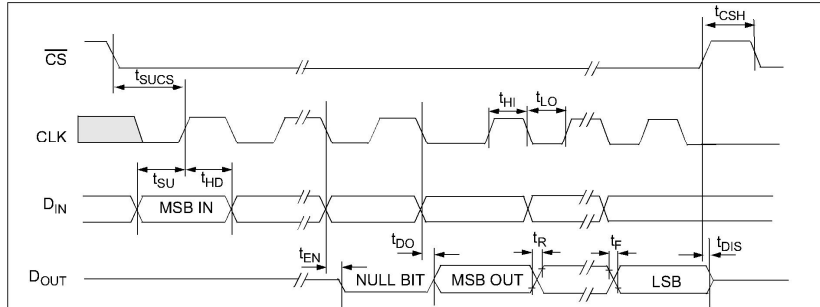 tCSH
CS
tSUCS
tHI tLO
CLK
tSU tHD
DIN MSB IN
tEN tDO tR tF tDIS
DOUT NULL BIT MSB OUT LSB